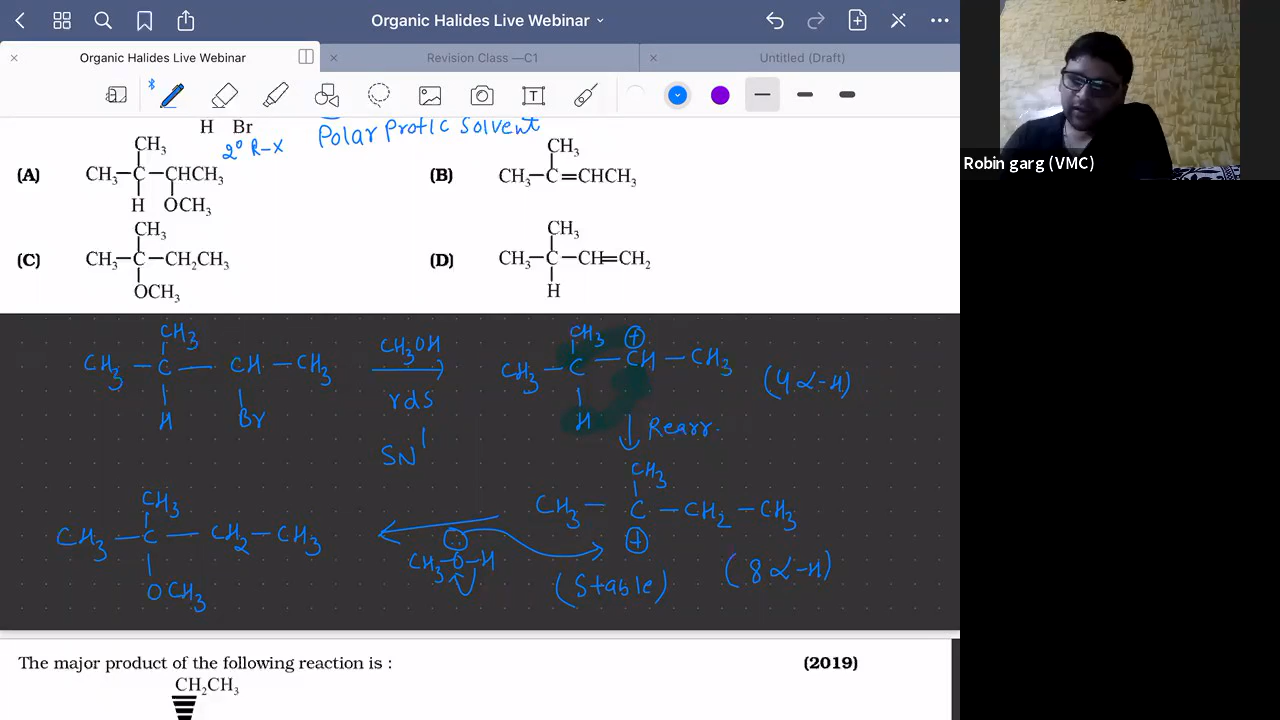 Organic Halides Live Webinar
Organic Halides Live Webinar
Revision Class —C1
Untitled (Draft)
H Br
2° R-X
Polar Protic Solvent
(A)
CH₃
CH₃—C—CHCH₃
H OCH₃
(B)
CH₃
CH₃—C=CHCH₃
(C)
CH₃
CH₃—C—CH₂CH₃
OCH₃
(D)
CH₃
CH₃—C—CH=CH₂
H
CH₃
CH₃ — C — CH — CH₃
H Br
CH₃OH
rds
SN¹
CH₃ ⊕
CH₃ — C — CH — CH₃
H
(4 α-H)
↓ Rearr.
CH₃
CH₃ — C — CH₂ — CH₃
⊕
(Stable)
(8 α-H)
CH₃—O—H
CH₃
CH₃ — C — CH₂ — CH₃
OCH₃
The major product of the following reaction is :
(2019)
CH₂CH₃
Robin garg (VMC)